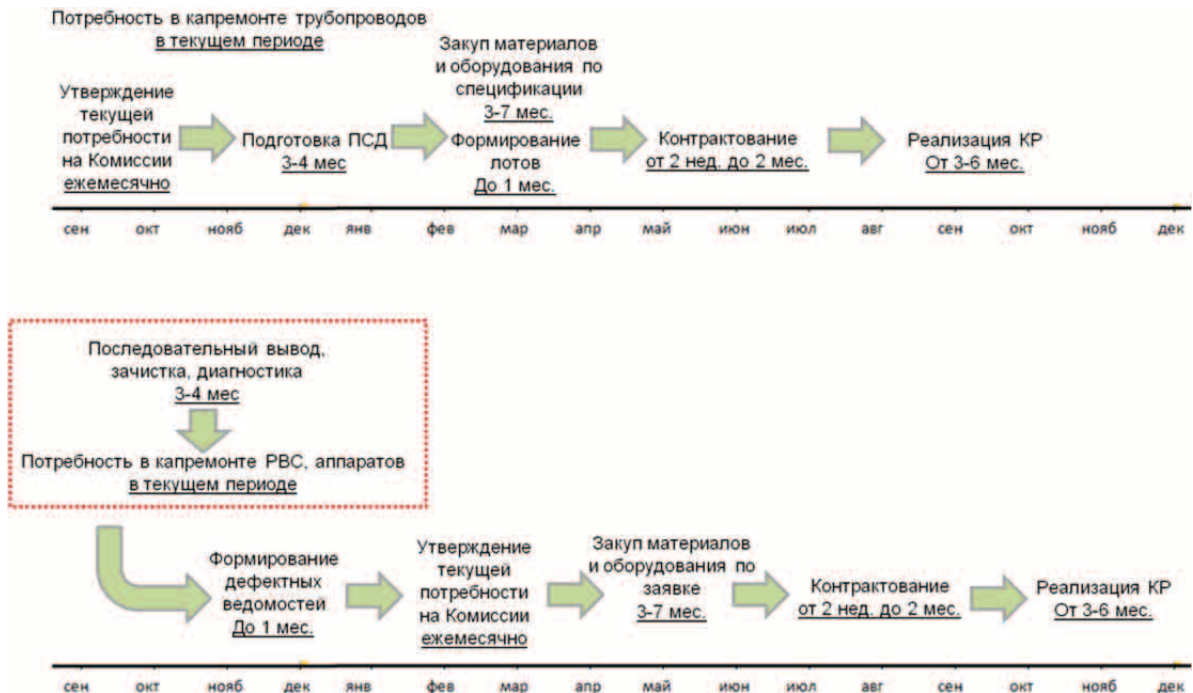 Потребность в капремонте трубопроводов
в текущем периоде
Утверждение
текущей
потребности
на Комиссии
ежемесячно
Подготовка ПСД
3-4 мес
Закуп материалов
и оборудования по
спецификации
3-7 мес.
Формирование
лотов
До 1 мес.
Контрактование
от 2 нед. до 2 мес.
Реализация КР
От 3-6 мес.
сен окт нояб дек янв фев мар апр май июн июл авг сен окт нояб дек
Последовательный вывод,
зачистка, диагностика
3-4 мес
Потребность в капремонте РВС, аппаратов
в текущем периоде
Формирование
дефектных
ведомостей
До 1 мес.
Утверждение
текущей
потребности
на Комиссии
ежемесячно
Закуп материалов
и оборудования по
заявке
3-7 мес.
Контрактование
от 2 нед. до 2 мес.
Реализация КР
От 3-6 мес.
сен окт нояб дек янв фев мар апр май июн июл авг сен окт нояб дек